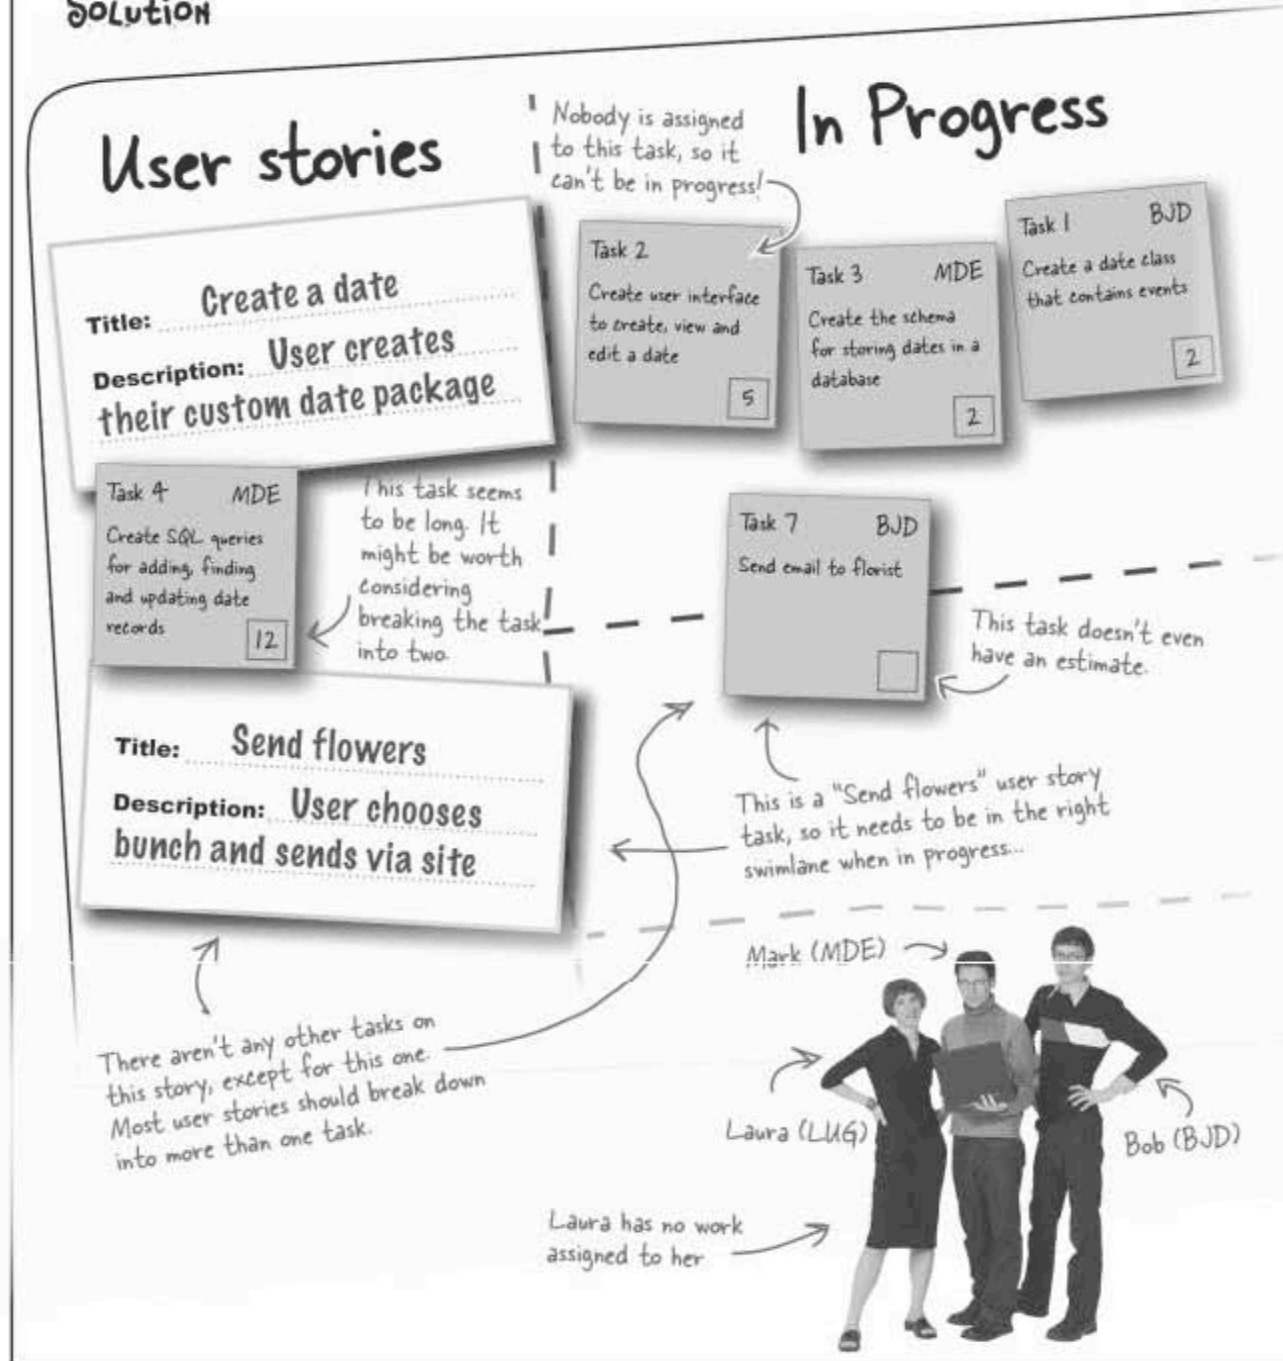 SOLUTION
User stories
In Progress
Nobody is assigned
to this task, so it
can't be in progress!
Title: Create a date
Description: User creates
their custom date package
Task 2
Create user interface
to create, view and
edit a date
5
Task 3 MDE
Create the schema
for storing dates in a
database
2
Task 1 BJD
Create a date class
that contains events
2
Task 4 MDE
Create SQL queries
for adding, finding
and updating date
records
12
This task seems
to be long. It
might be worth
considering
breaking the task
into two.
Task 7 BJD
Send email to florist
This task doesn't even
have an estimate.
Title: Send flowers
Description: User chooses
bunch and sends via site
This is a "Send flowers" user story
task, so it needs to be in the right
swimlane when in progress...
There aren't any other tasks on
this story, except for this one.
Most user stories should break down
into more than one task.
Mark (MDE)
Laura (LUG)
Bob (BJD)
Laura has no work
assigned to her